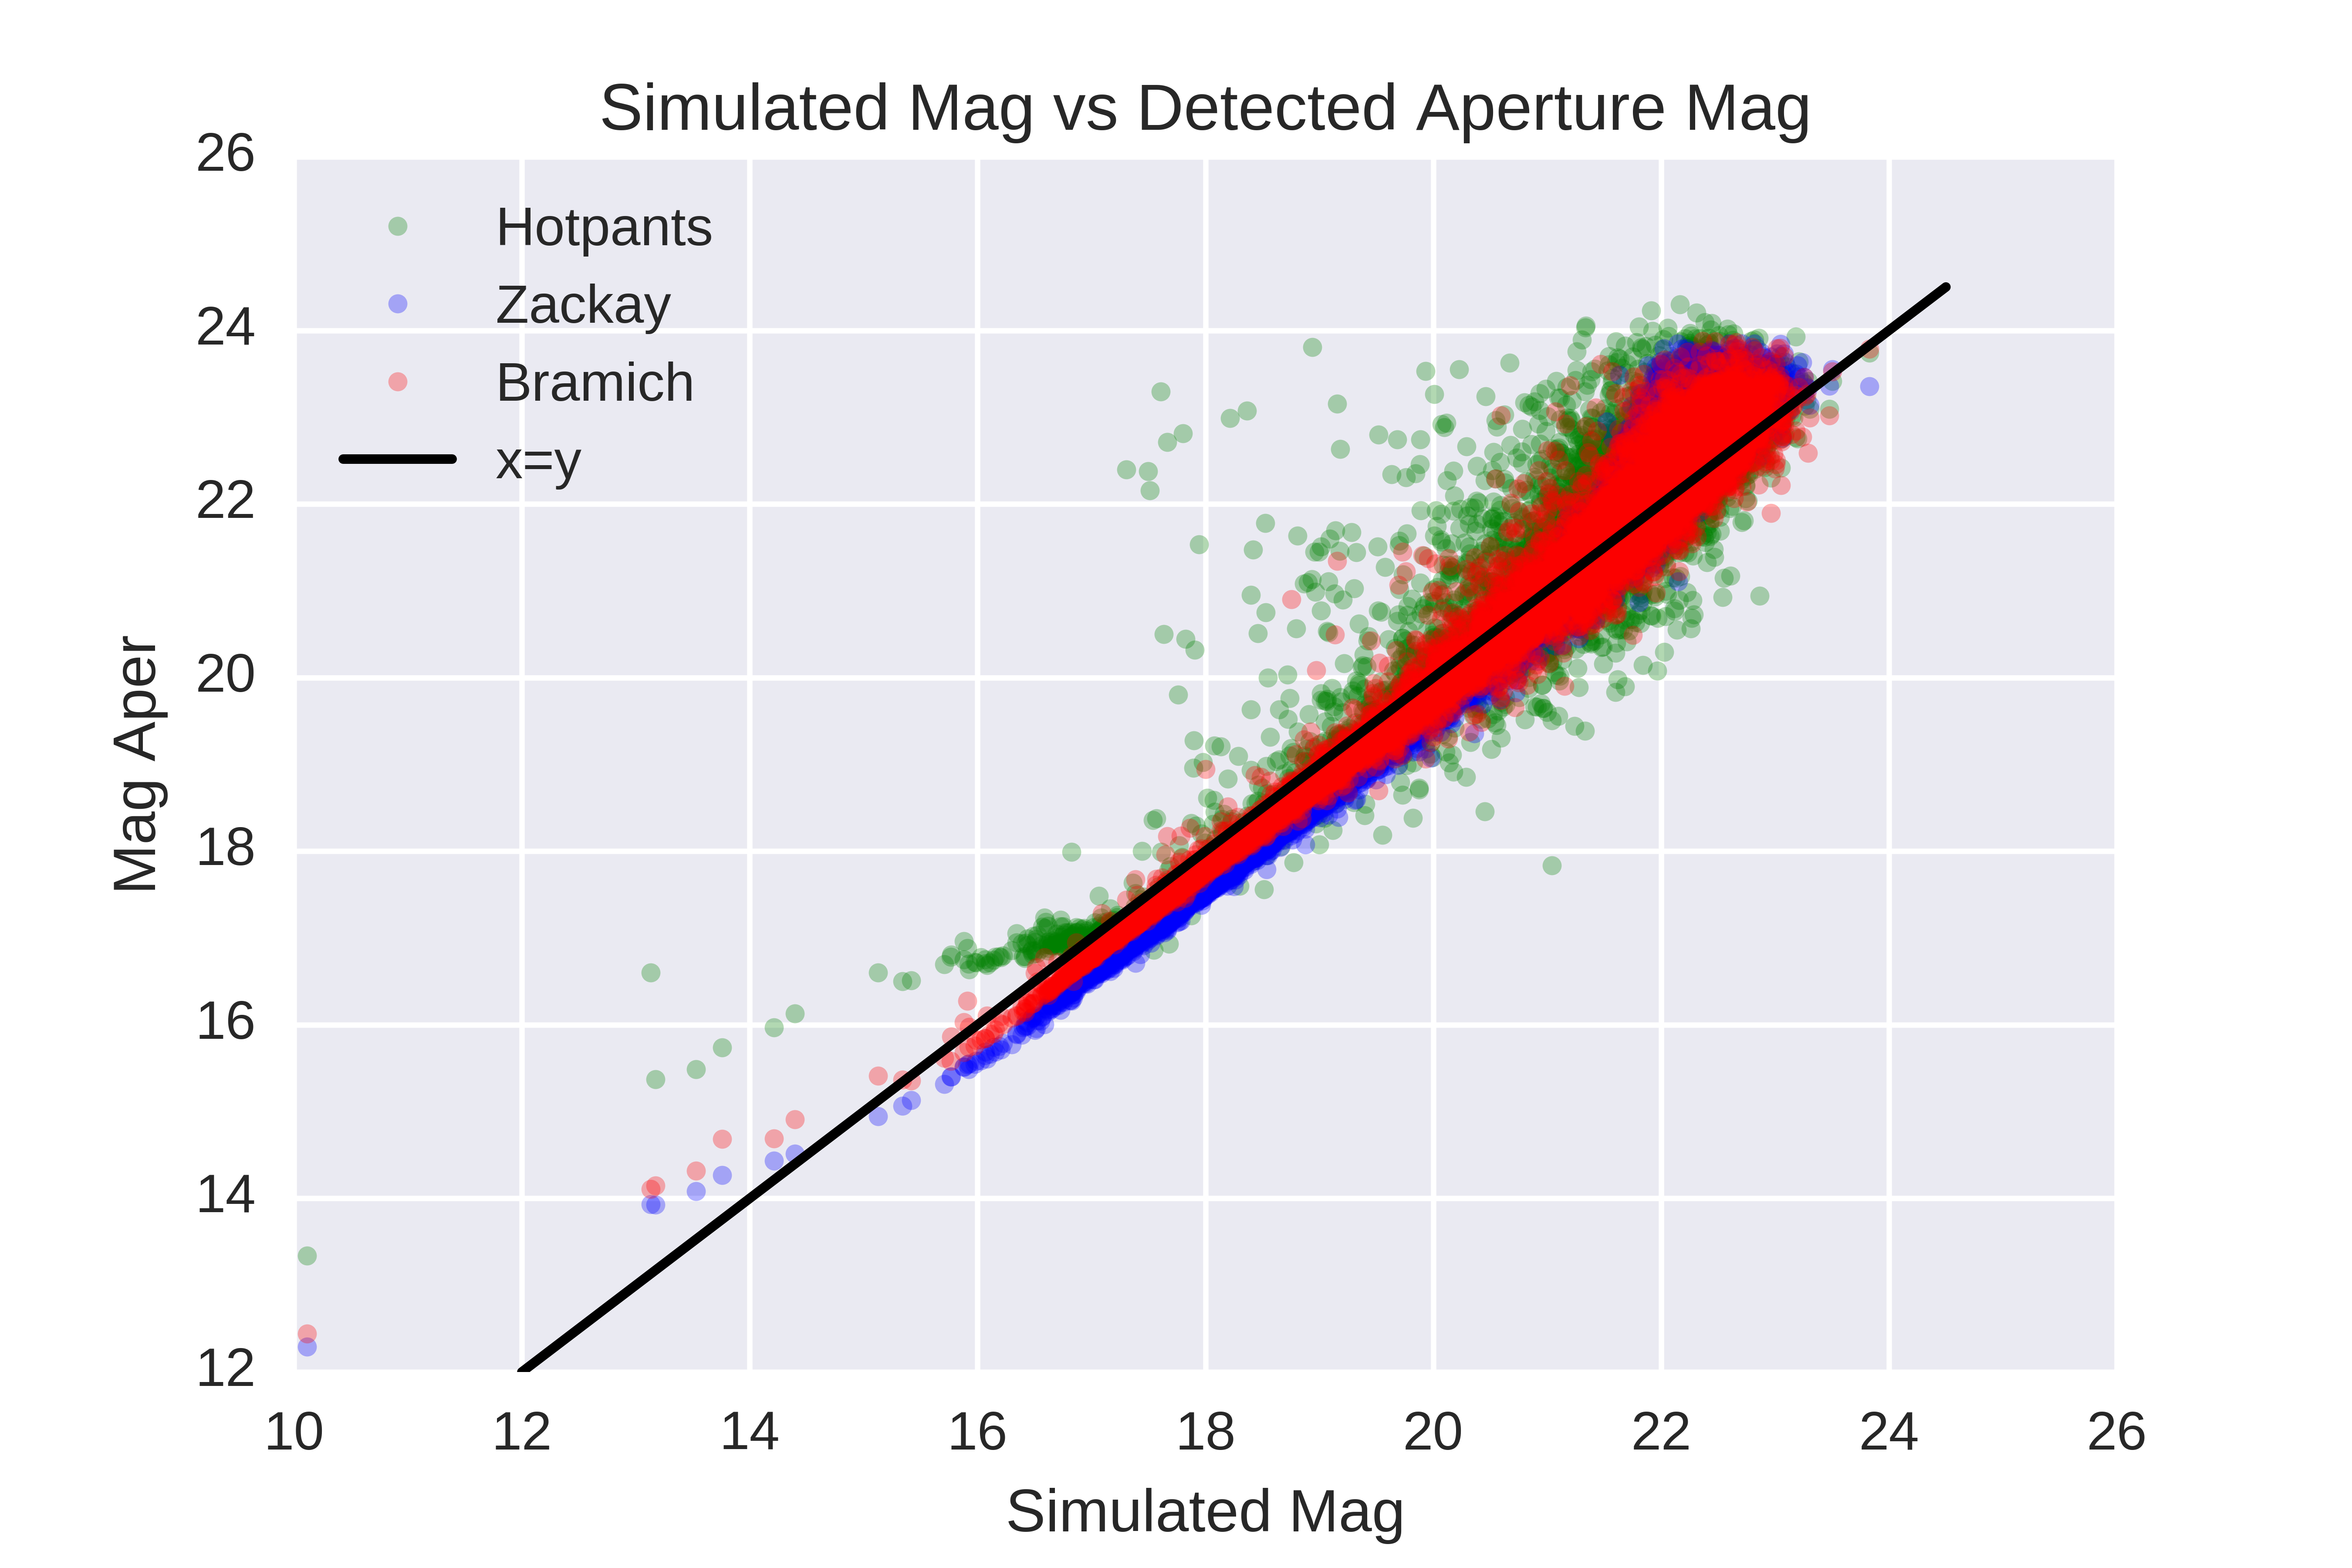 Simulated Mag vs Detected Aperture Mag
26
24
22
20
18
16
14
12
Mag Aper
Hotpants
Zackay
Bramich
x=y
10 12 14 16 18 20 22 24 26
Simulated Mag